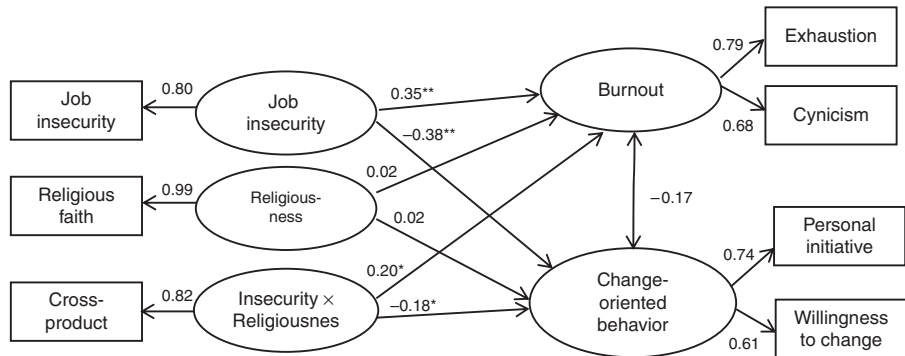 Exhaustion
0.79
Burnout
0.68
Cynicism
Job
insecurity
0.80
Job
insecurity
0.35**
−0.38**
Religious
faith
0.99
Religious-
ness
0.02
0.02
−0.17
Cross-
product
0.82
Insecurity ×
Religiousnes
0.20*
−0.18*
Change-
oriented
behavior
0.74
Personal
initiative
0.61
Willingness
to change